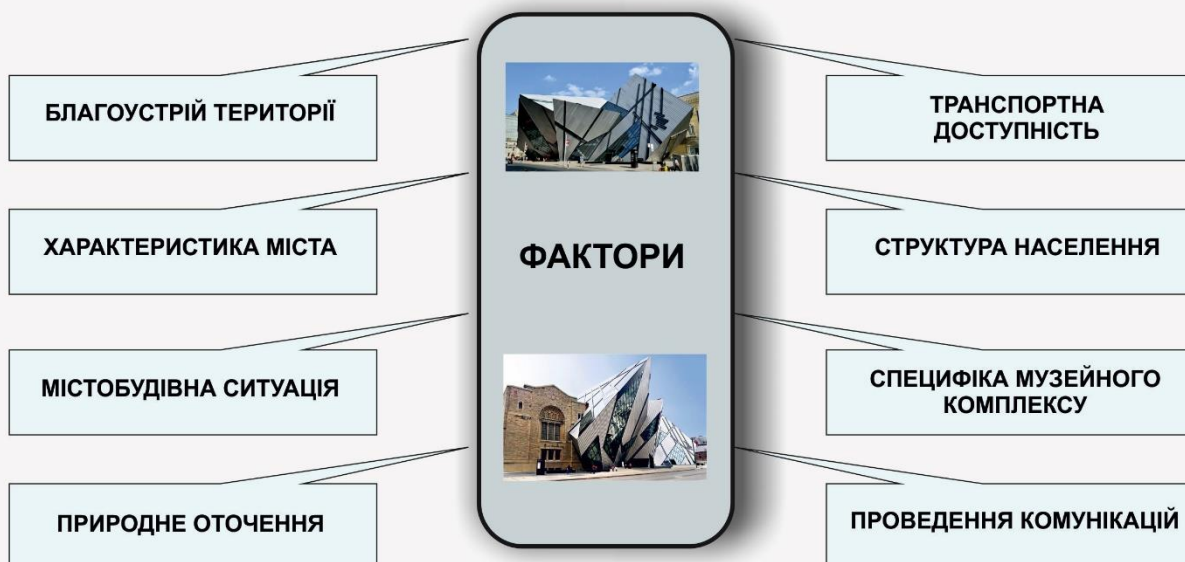 БЛАГОУСТРІЙ ТЕРИТОРІЇ
ХАРАКТЕРИСТИКА МІСТА
МІСТОБУДІВНА СИТУАЦІЯ
ПРИРОДНЕ ОТОЧЕННЯ
ФАКТОРИ
ТРАНСПОРТНА
ДОСТУПНІСТЬ
СТРУКТУРА НАСЕЛЕННЯ
СПЕЦИФІКА МУЗЕЙНОГО
КОМПЛЕКСУ
ПРОВЕДЕННЯ КОМУНІКАЦІЙ